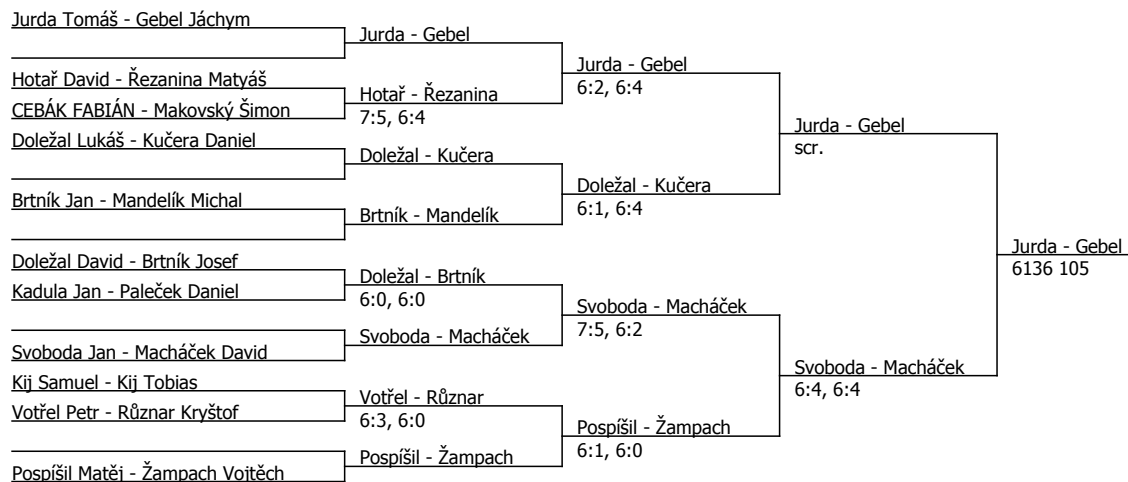 Jurda Tomáš - Gebel Jáchym
Jurda - Gebel
Jurda - Gebel
6:2, 6:4
Hotař David - Řezanina Matyáš
Hotař - Řezanina
7:5, 6:4
CEBÁK FABIÁN - Makovský Šimon
Jurda - Gebel
scr.
Doležal Lukáš - Kučera Daniel
Doležal - Kučera
Doležal - Kučera
6:1, 6:4
Brtník Jan - Mandelík Michal
Brtník - Mandelík
Jurda - Gebel
6136 105
Doležal David - Brtník Josef
Doležal - Brtník
6:0, 6:0
Kadula Jan - Paleček Daniel
Svoboda - Macháček
7:5, 6:2
Svoboda - Macháček
Svoboda Jan - Macháček David
Svoboda - Macháček
6:4, 6:4
Kij Samuel - Kij Tobias
Votřel - Různar
6:3, 6:0
Votřel Petr - Různar Kryštof
Pospíšil - Žampach
6:1, 6:0
Pospíšil - Žampach
Pospíšil Matěj - Žampach Vojtěch